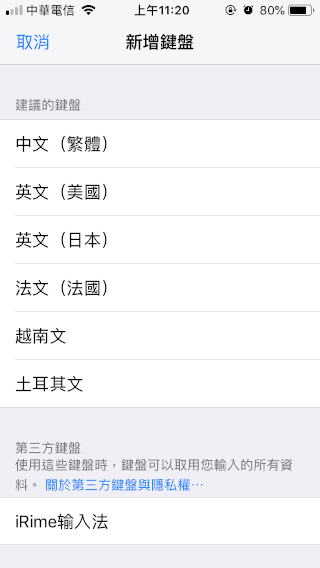 中華電信 上午11:20 80%
取消 新增鍵盤
建議的鍵盤
中文（繁體）
英文（美國）
英文（日本）
法文（法國）
越南文
土耳其文
第三方鍵盤
使用這些鍵盤時，鍵盤可以取用您輸入的所有資
料。 關於第三方鍵盤與隱私權…
iRime输入法